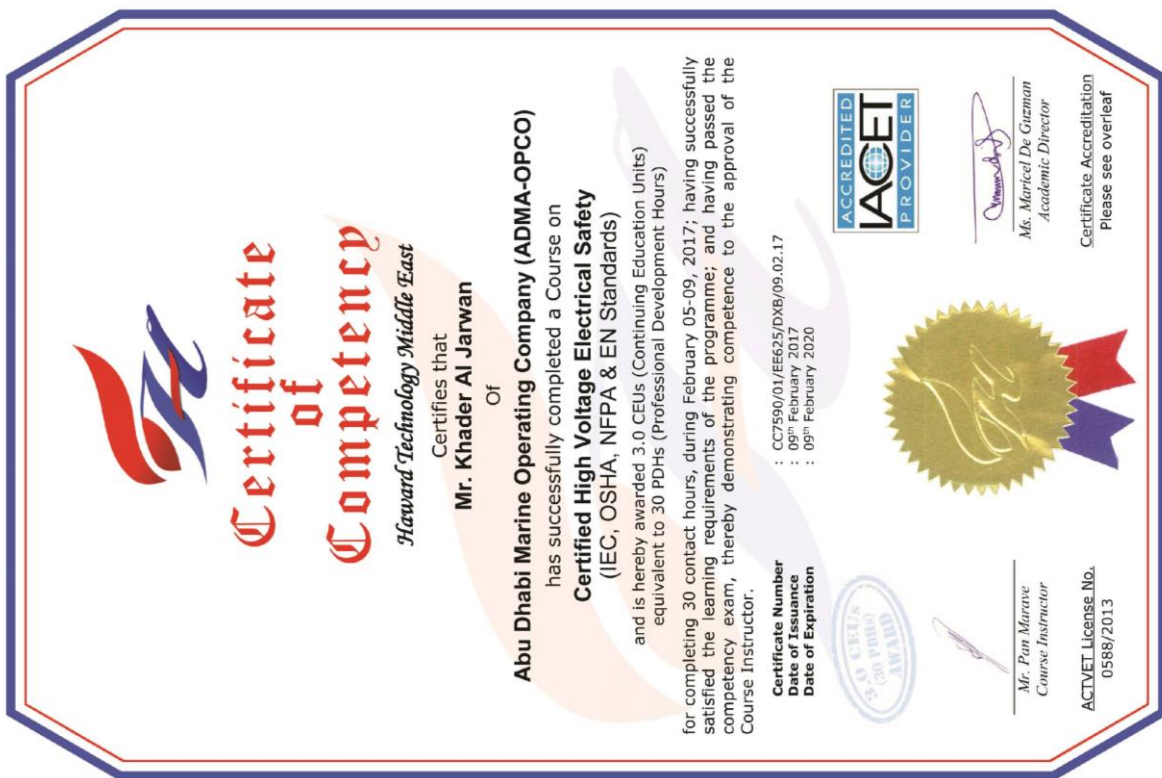 Certificate
of
Competency
Haward Technology Middle East
Certifies that
Mr. Khader Al Jarwan
Of
Abu Dhabi Marine Operating Company (ADMA-OPCO)
has successfully completed a Course on
Certified High Voltage Electrical Safety
(IEC, OSHA, NFPA & EN Standards)
and is hereby awarded 3.0 CEUs (Continuing Education Units)
equivalent to 30 PDHs (Professional Development Hours)
for completing 30 contact hours, during February 05-09, 2017; having successfully
satisfied the learning requirements of the programme; and having passed the
competency exam, thereby demonstrating competence to the approval of the
Course Instructor.
Certificate Number : CC7590/01/EE625/DXB/09.02.17
Date of Issuance : 09th February 2017
Date of Expiration : 09th February 2020
3.0 CEUs
(30 PDHs)
AWARD
ACCREDITED
IACET
PROVIDER
Mr. Pan Marave
Course Instructor
Ms. Maricel De Guzman
Academic Director
ACTVET License No.
0588/2013
Certificate Accreditation
Please see overleaf